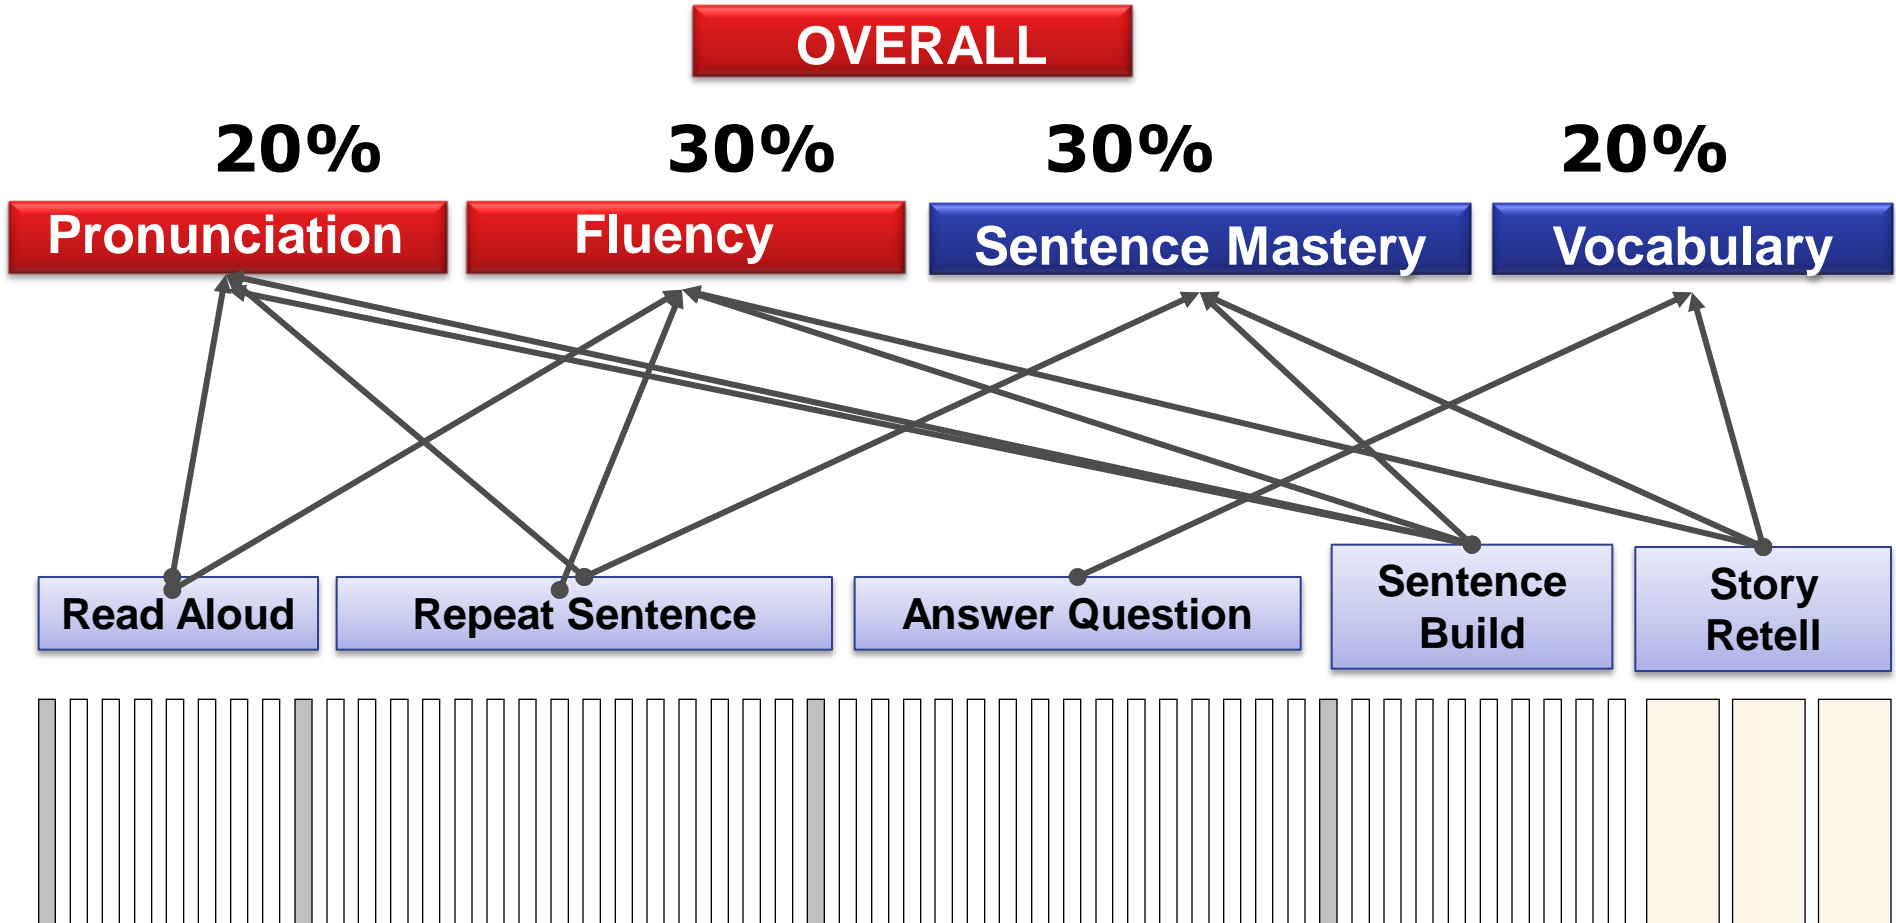 OVERALL
20% 30% 30% 20%
Pronunciation Fluency Sentence Mastery Vocabulary
Read Aloud
Repeat Sentence
Answer Question
Sentence
Build
Story
Retell